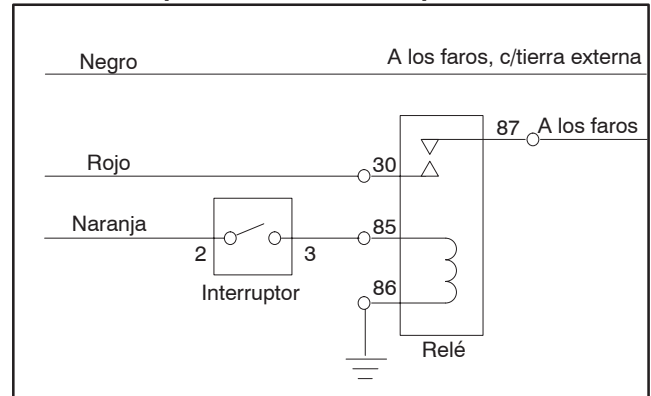 Negro
A los faros, c/tierra externa
87
A los faros
Rojo
30
Naranja
85
2
3
86
Interruptor
Relé